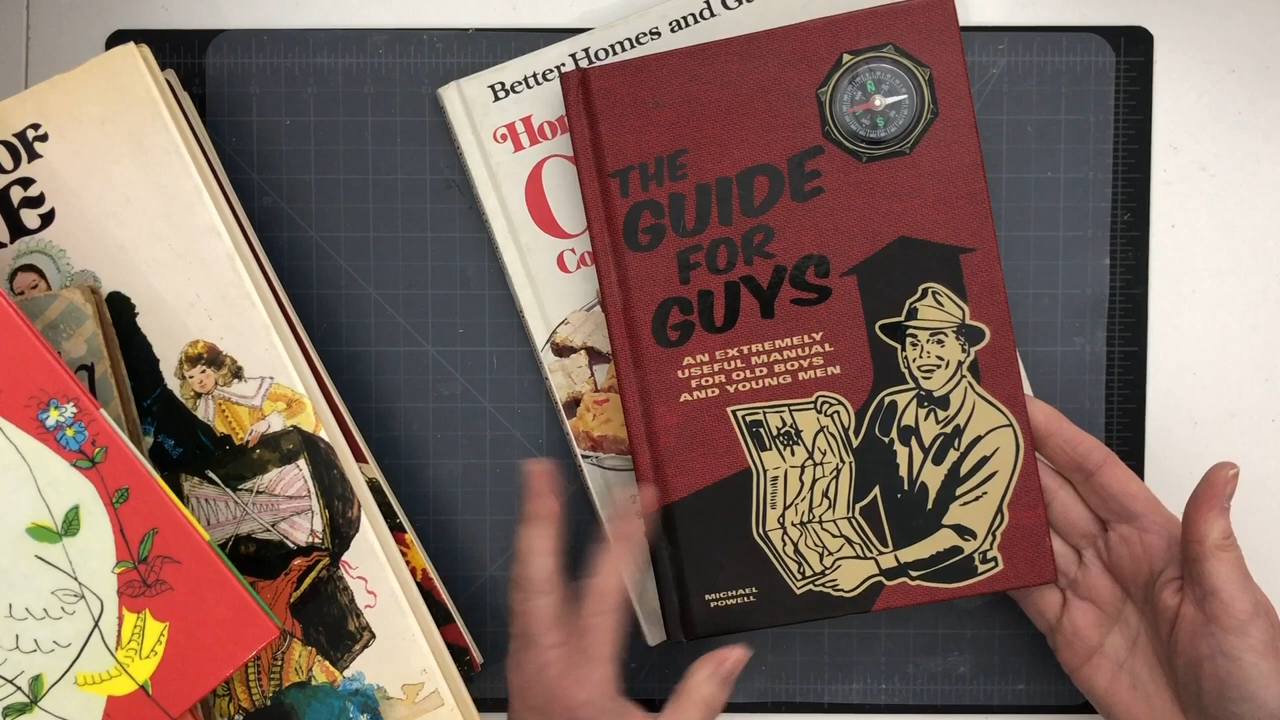 OF
Better Homes and
THE
GUIDE
FOR
GUYS
AN EXTREMELY
USEFUL MANUAL
FOR OLD BOYS
AND YOUNG MEN
MICHAEL
POWELL
N
S